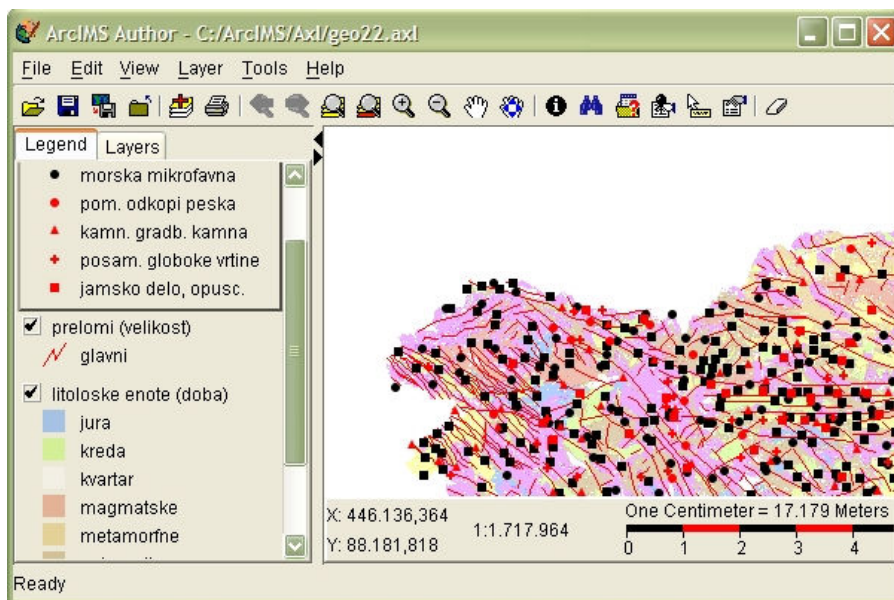 ArcIMS Author - C:/ArcIMS/Axl/geo22.axl
File Edit View Layer Tools Help
Legend Layers
morska mikrofavna
pom. odkopi peska
kamn. gradb. kamna
posam. globoke vrtine
jamsko delo, opusc.
prelomi (velikost)
glavni
litoloske enote (doba)
jura
kreda
kvartar
magmatske
metamorfne
X: 446.136,364
Y: 88.181,818
1:1.717.964
One Centimeter = 17.179 Meters
0 1 2 3 4
Ready